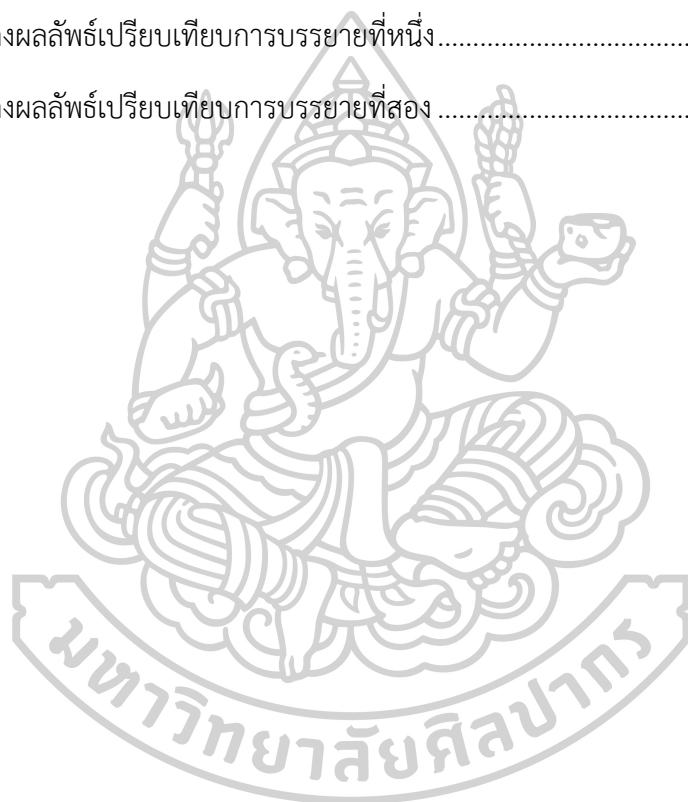 งผลลัพธ์เปรียบเทียบการบรรยายที่หนึ่ง....................................
งผลลัพธ์เปรียบเทียบการบรรยายที่สอง....................................
มหาวิทยาลัยศิลปากร